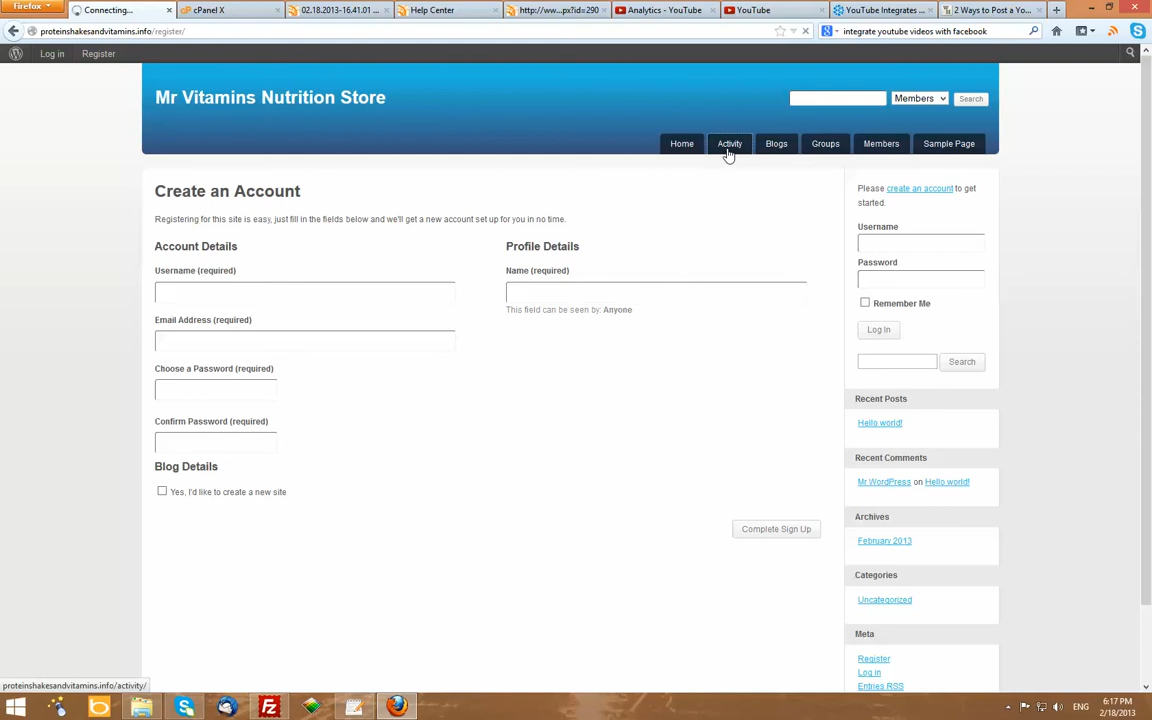 Firefox
Connecting...
cPanel X
02.18.2013-16.41.01 ...
Help Center
http://ww...px?id=290
Analytics - YouTube
YouTube
YouTube Integrates ...
2 Ways to Post a Yo...
proteinshakesandvitamins.info/register/
integrate youtube videos with facebook
Log in
Register
Mr Vitamins Nutrition Store
Members
Search
Home
Activity
Blogs
Groups
Members
Sample Page
Create an Account
Registering for this site is easy, just fill in the fields below and we'll get a new account set up for you in no time.
Account Details
Username (required)
Email Address (required)
Choose a Password (required)
Confirm Password (required)
Blog Details
Yes, I'd like to create a new site
Profile Details
Name (required)
This field can be seen by: Anyone
Complete Sign Up
Please create an account to get
started.
Username
Password
Remember Me
Log In
Search
Recent Posts
Hello world!
Recent Comments
Mr WordPress on Hello world!
Archives
February 2013
Categories
Uncategorized
Meta
Register
Log in
Entries RSS
proteinshakesandvitamins.info/activity/
ENG
6:17 PM
2/18/2013